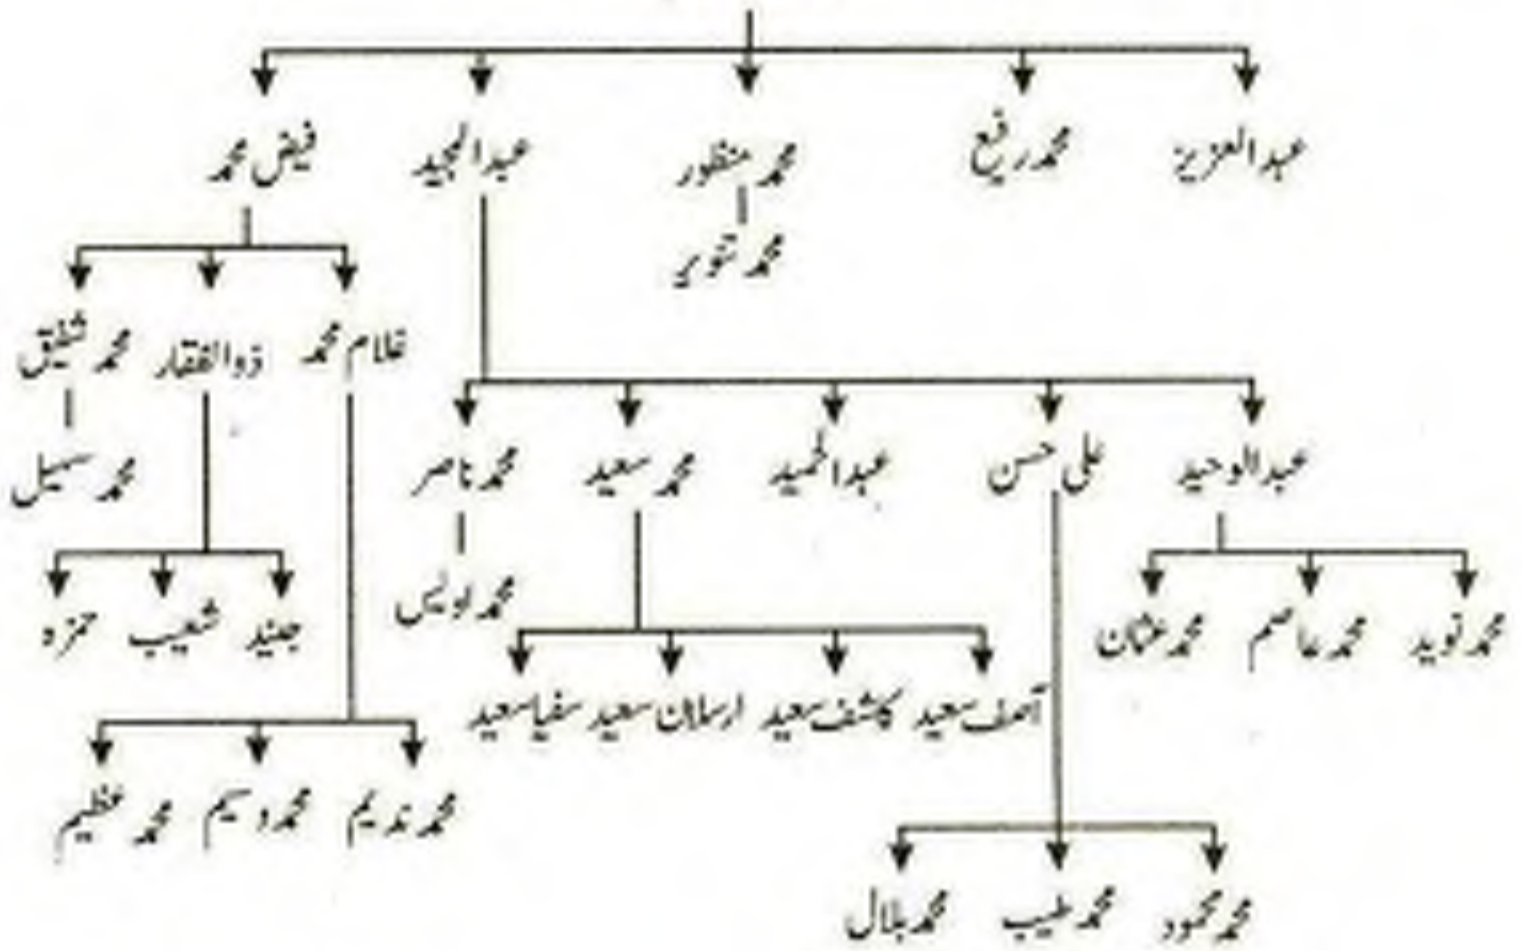 عبدالعزیز محمد رفیع محمد منظور عبدالمجید فیض محمد
محمد تنویر
غلام محمد ذوالفقار محمد شفیق
عبدالوحید علی حسن عبدالحمید محمد سعید محمد ناصر محمد سہیل
محمد نوید محمد عاصم محمد عثمان محمد اویس جنید شعیب حمزہ
آصف سعید کاشف سعید ارسلان سعید سعید
محمد ندیم محمد وسیم محمد عظیم
محمد محمود محمد طیب محمد بلال